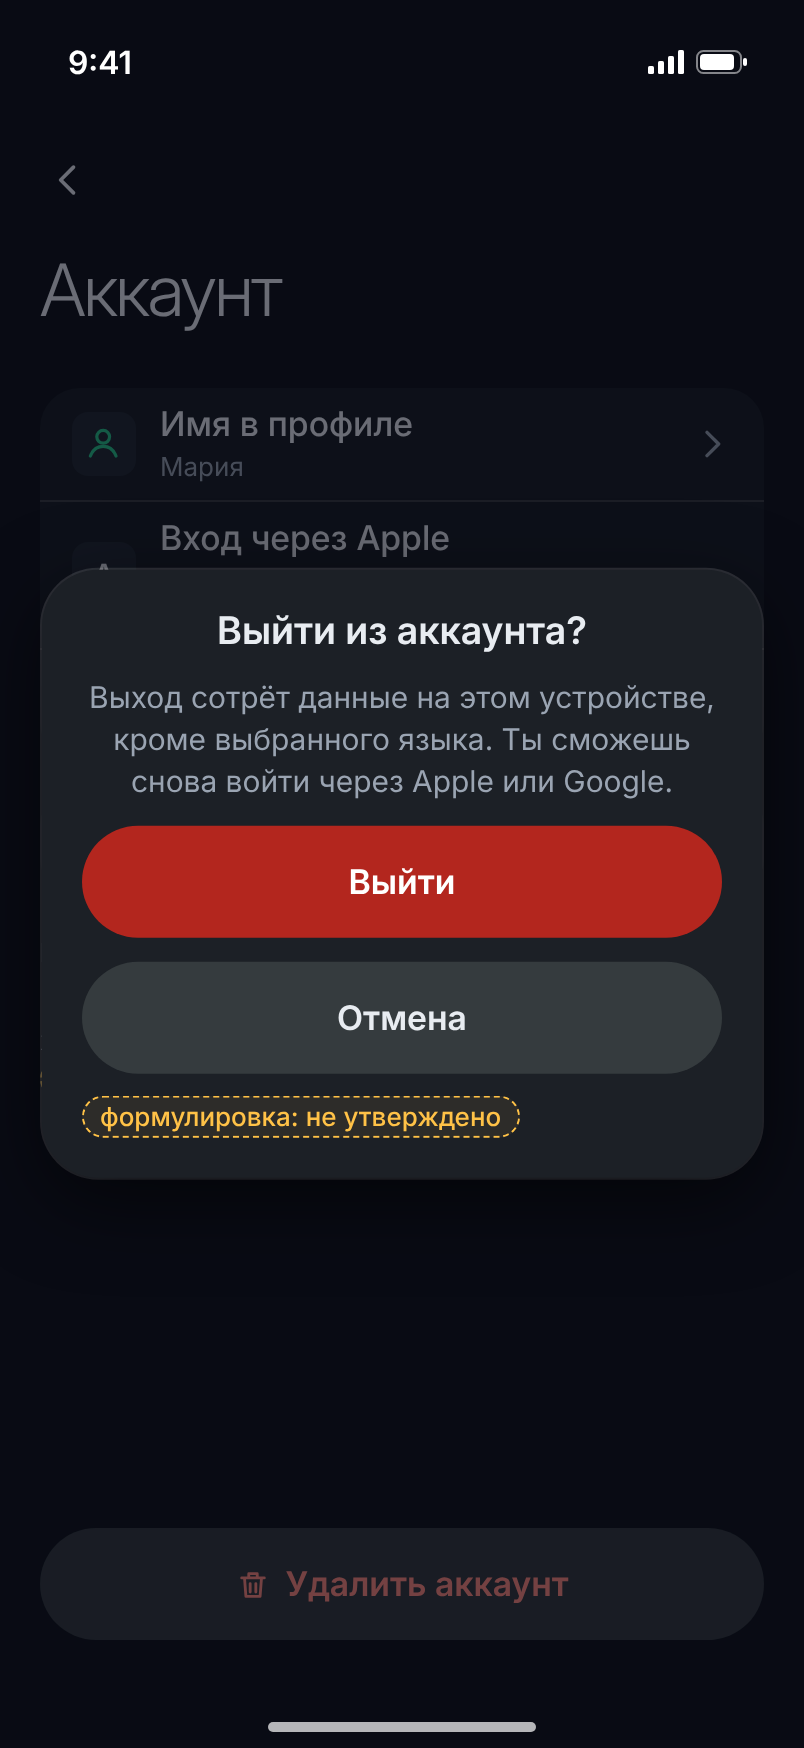 9:41
Аккаунт
Имя в профиле
Мария
Вход через Apple
Выйти из аккаунта?
Выход сотрёт данные на этом устройстве,
кроме выбранного языка. Ты сможешь
снова войти через Apple или Google.
Выйти
Отмена
формулировка: не утверждено
Удалить аккаунт